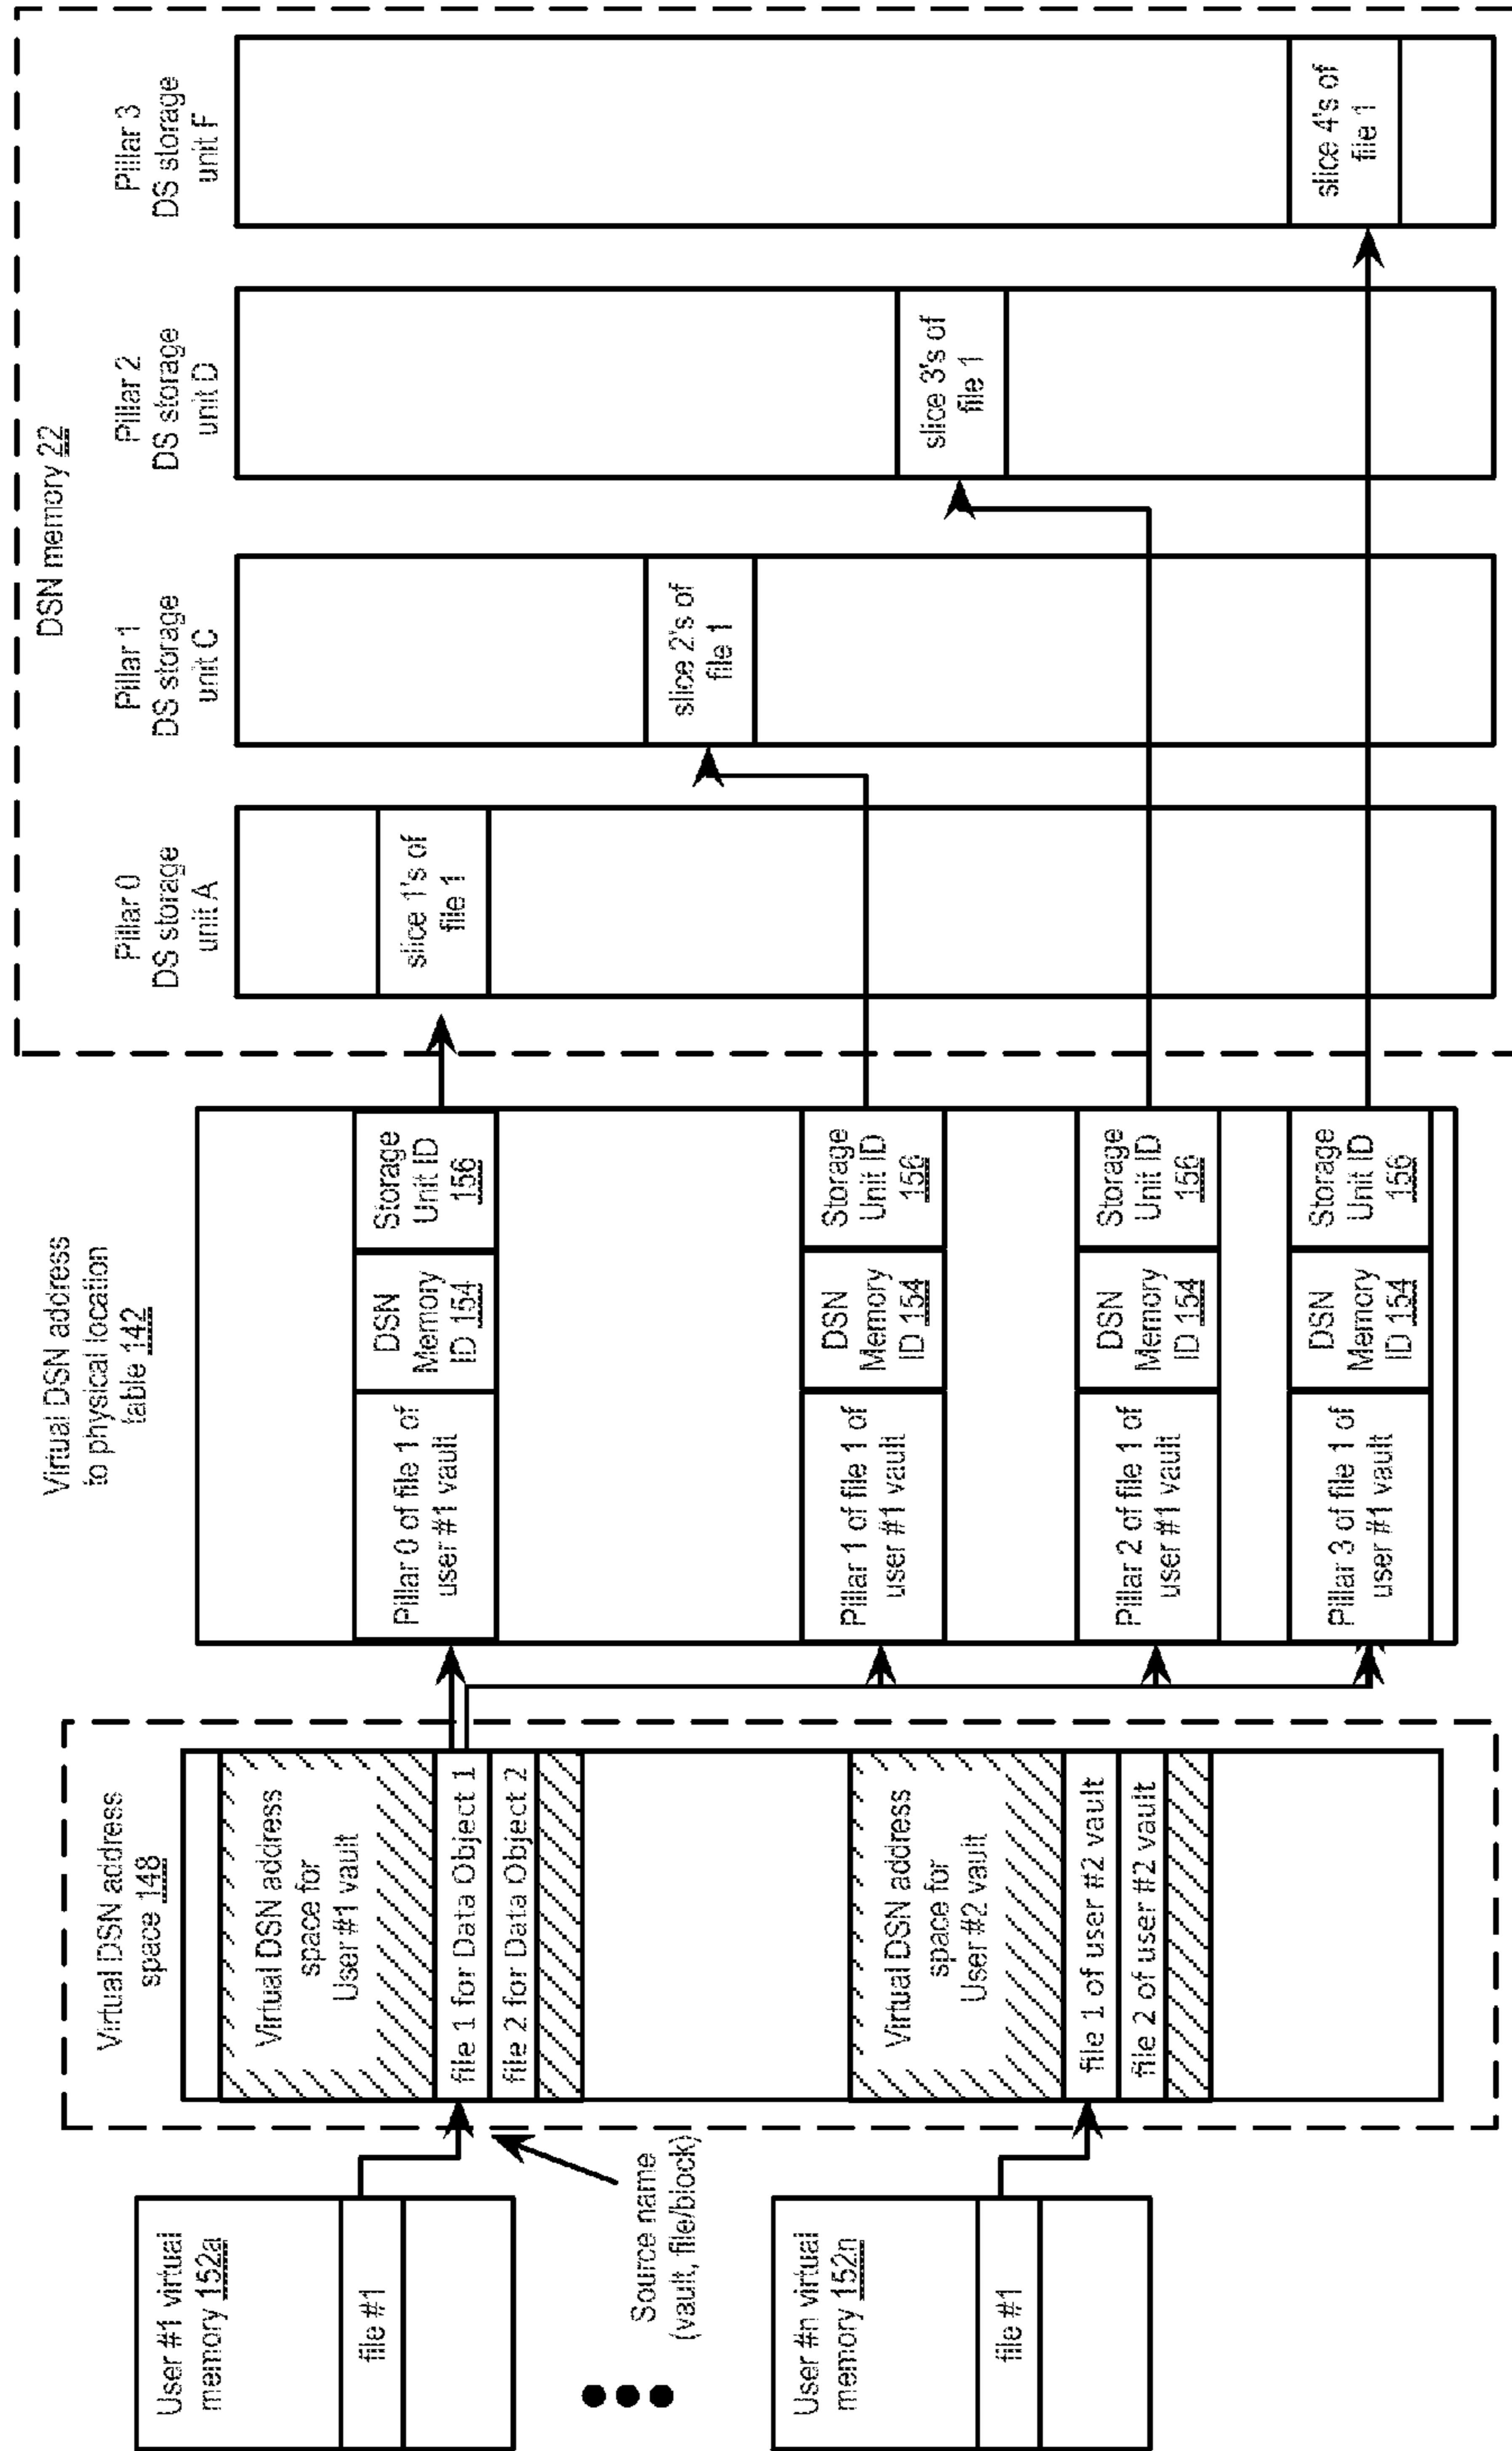 User #1 virtual
memory 152a
file #1
User #n virtual
memory 152n
file #1
Source name
(vault, file/block)
Virtual DSN address
space 148
Virtual DSN address
space for
User #1 vault
file 1 for Data Object 1
file 2 for Data Object 2
Virtual DSN address
space for
User #2 vault
file 1 of user #2 vault
file 2 of user #2 vault
Virtual DSN address
to physical location
table 142
Pillar 0 of file 1 of
user #1 vault
DSN
Memory
ID 154
Storage
Unit ID
156
Pillar 1 of file 1 of
user #1 vault
DSN
Memory
ID 154
Storage
Unit ID
156
Pillar 2 of file 1 of
user #1 vault
DSN
Memory
ID 154
Storage
Unit ID
156
Pillar 3 of file 1 of
user #1 vault
DSN
Memory
ID 154
Storage
Unit ID
156
DSN memory 22
Pillar 0
DS storage
unit A
slice 1's of
file 1
Pillar 1
DS storage
unit C
slice 2's of
file 1
Pillar 2
DS storage
unit D
slice 3's of
file 1
Pillar 3
DS storage
unit F
slice 4's of
file 1